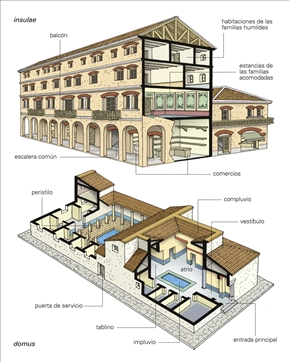 insulae
balcón
habitaciones de las
familias humildes
estancias de
las familias
acomodadas
escalera común
comercios
peristilo
compluvio
vestíbulo
atrio
puerta de servicio
tablino
impluvio
entrada principal
domus